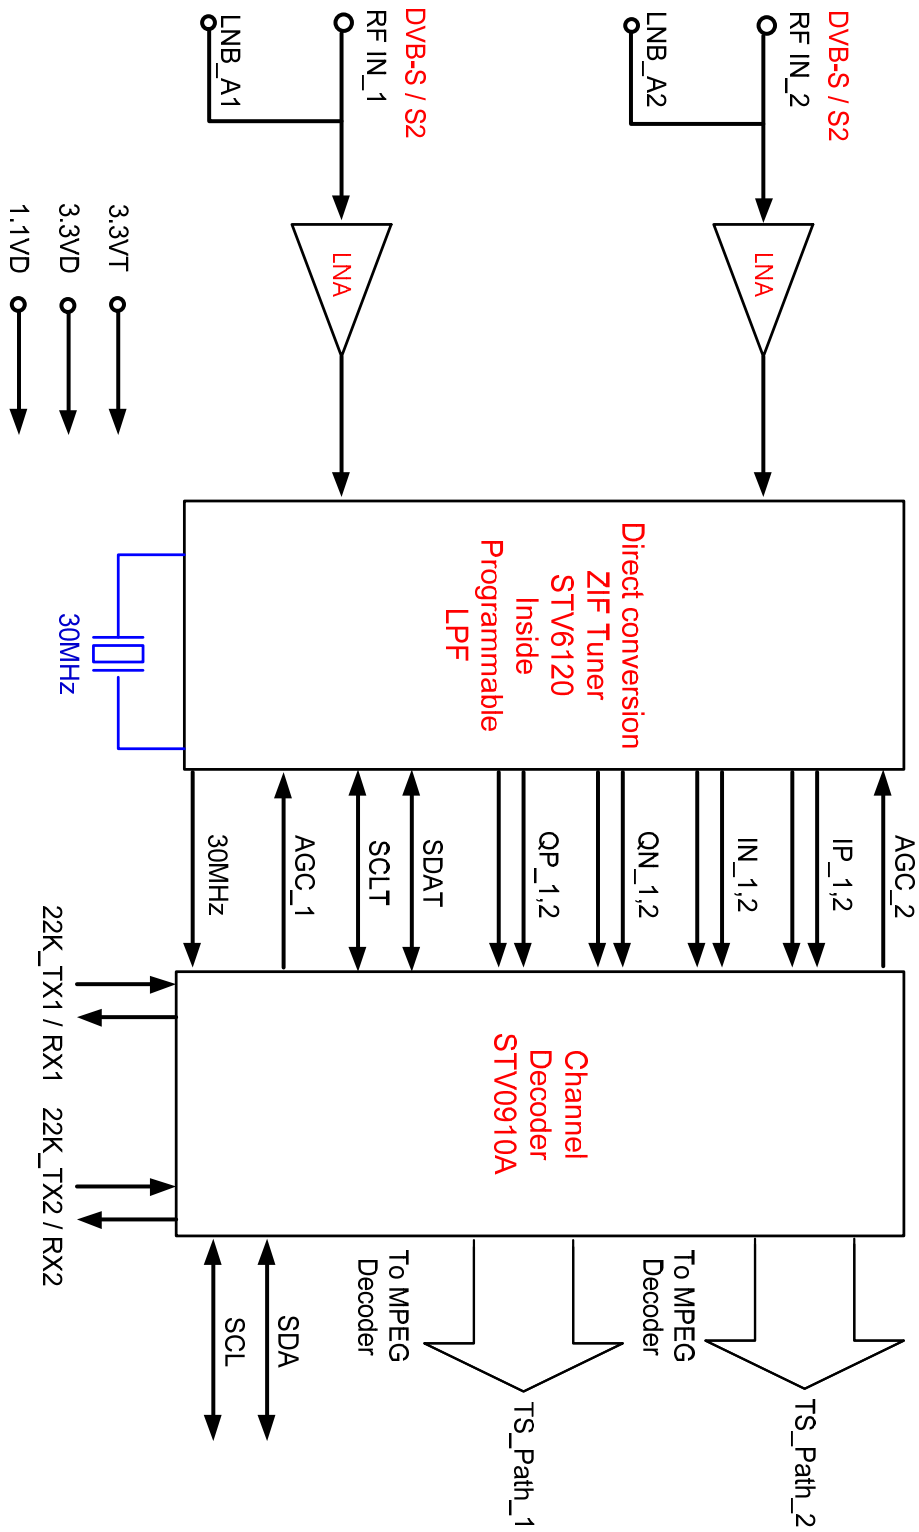 DVB-S / S2
RF IN_2
LNB_A2
LNA
DVB-S / S2
RF IN_1
LNB_A1
LNA
3.3VT
3.3VD
1.1VD
Direct conversion
ZIF Tuner
STV6120
Inside
Programmable
LPF
30MHz
AGC_2
IP_1,2
IN_1,2
QN_1,2
QP_1,2
SDAT
SCLT
AGC_1
30MHz
Channel
Decoder
STV0910A
22K_TX1 / RX1
22K_TX2 / RX2
To MPEG
Decoder
TS_Path_2
To MPEG
Decoder
TS_Path_1
SDA
SCL